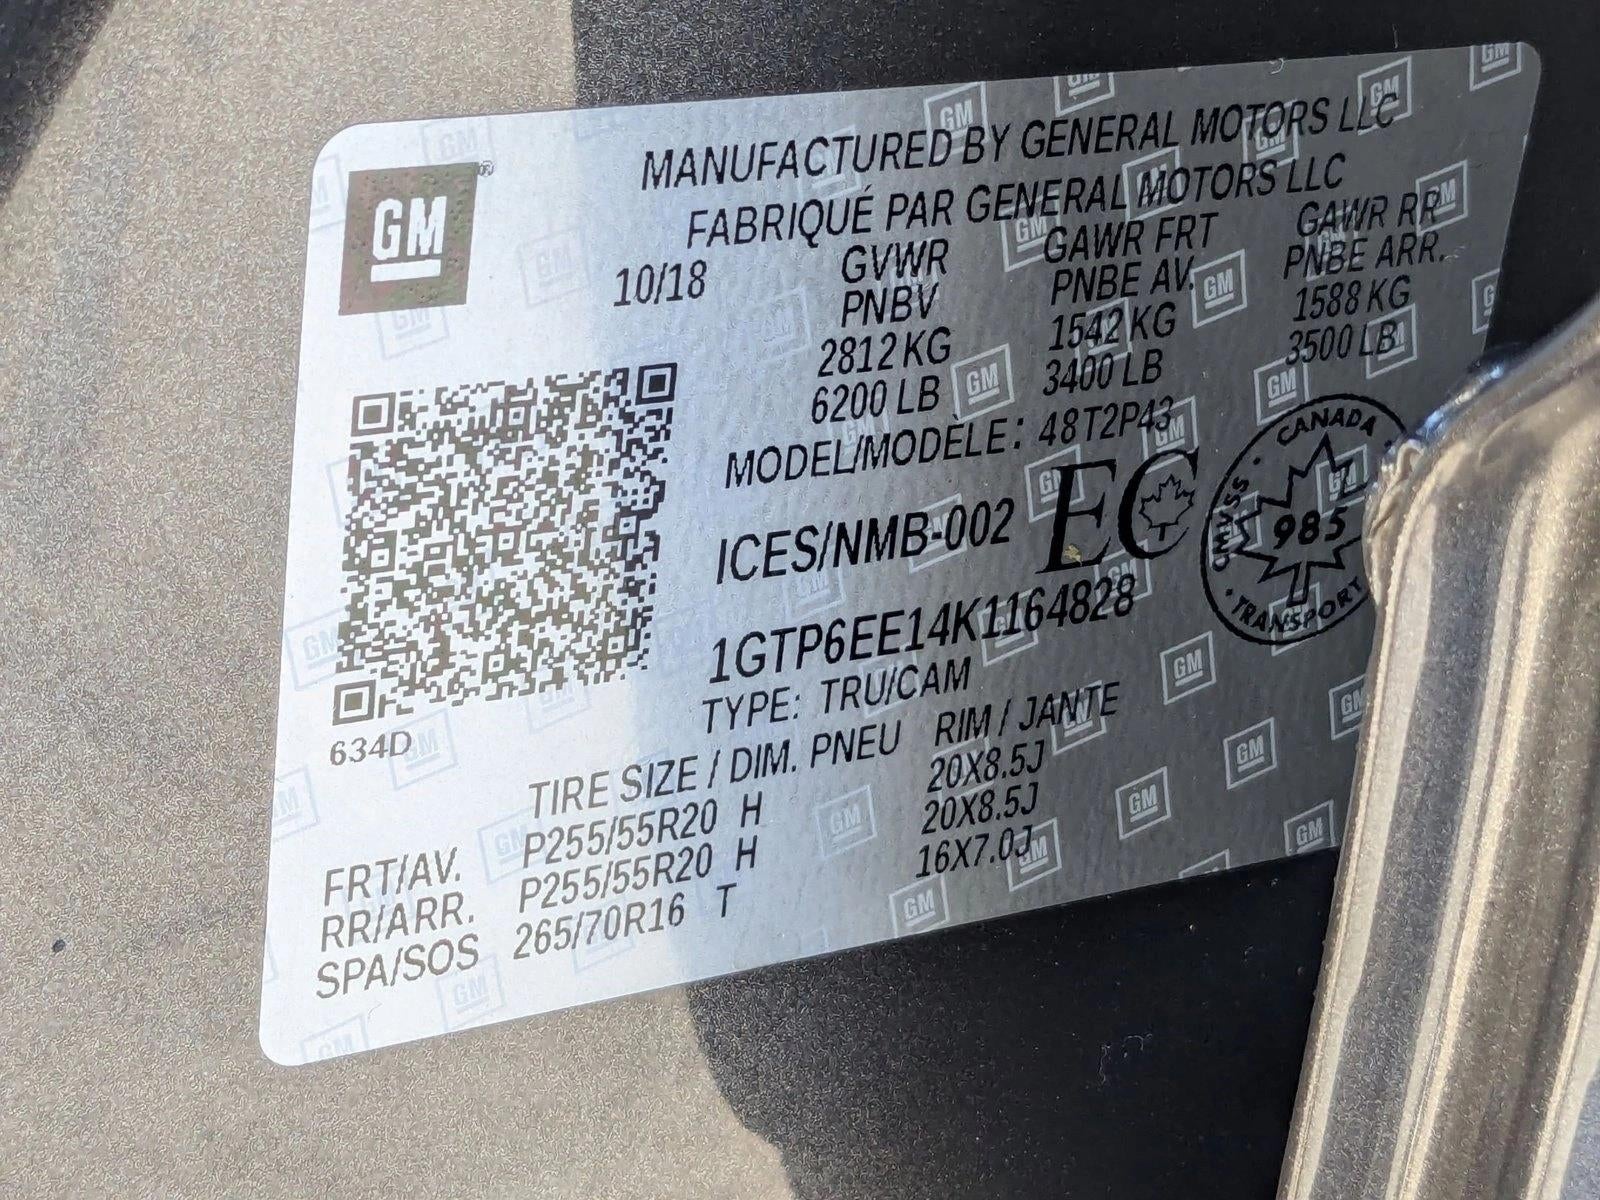 GM
MANUFACTURED BY GENERAL MOTORS LLC
FABRIQUÉ PAR GENERAL MOTORS LLC
10/18 GVWR GAWR FRT GAWR RR
PNBV PNBE AV. PNBE ARR.
2812 KG 1542 KG 1588 KG
6200 LB 3400 LB 3500 LB
MODEL/MODÈLE: 48T2P43
ICES/NMB-002 EC
CANADA
CMVSS 985
TRANSPORT
1GTP6EE14K1164828
TYPE: TRU/CAM
634D
TIRE SIZE / DIM. PNEU RIM / JANTE
FRT/AV. P255/55R20 H 20X8.5J
RR/ARR. P255/55R20 H 20X8.5J
SPA/SOS 265/70R16 T 16X7.0J